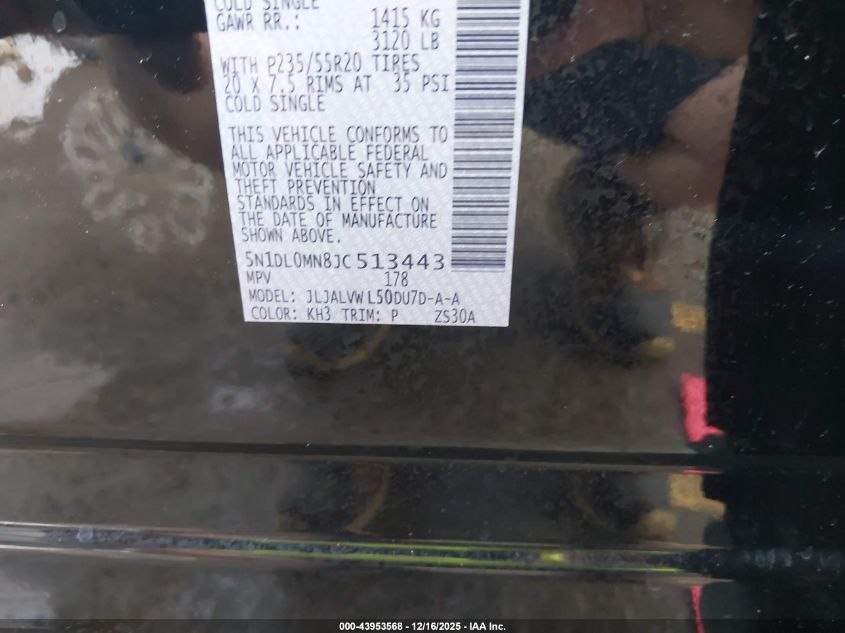 COLD SINGLE
GAWR RR.: 1415 KG
3120 LB
WITH P235/55R20 TIRES
20 X 7.5 RIMS AT 35 PSI
COLD SINGLE
THIS VEHICLE CONFORMS TO
ALL APPLICABLE FEDERAL
MOTOR VEHICLE SAFETY AND
THEFT PREVENTION
STANDARDS IN EFFECT ON
THE DATE OF MANUFACTURE
SHOWN ABOVE.
5N1DL0MN8JC513443
MPV 178
MODEL: JLJALVWL50DU7D-A-A
COLOR: KH3 TRIM: P ZS30A
000-43953568 - 12/16/2025 - IAA Inc.